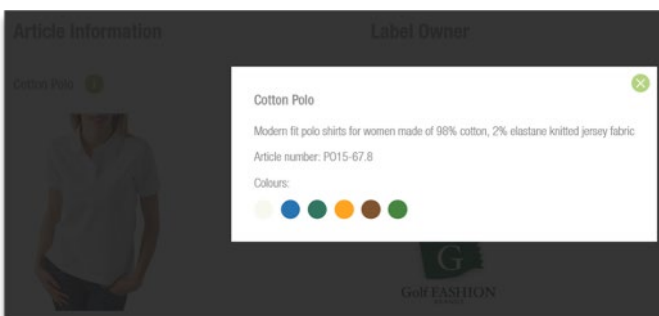 Article Information
Label Owner
Cotton Polo i
Cotton Polo
Modern fit polo shirts for women made of 98% cotton, 2% elastane knitted jersey fabric
Article number: PO15-67.8
Colours:
G
Golf FASHION